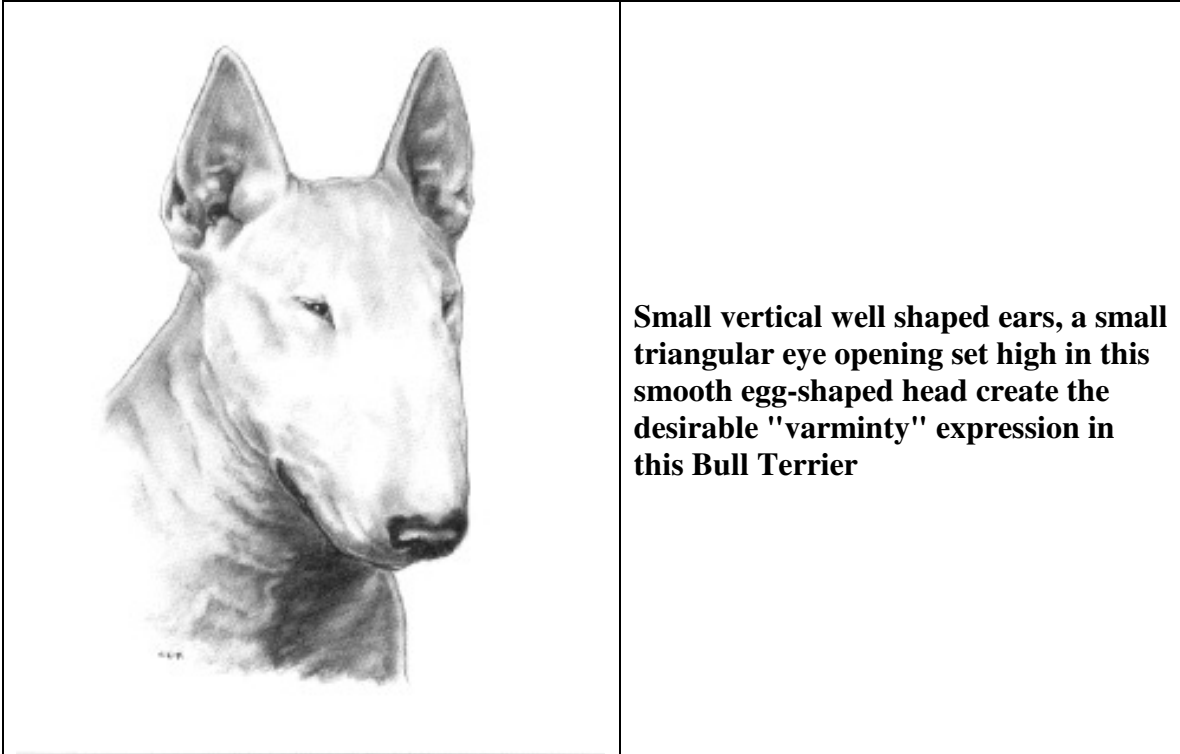 Small vertical well shaped ears, a small
triangular eye opening set high in this
smooth egg-shaped head create the
desirable "varminty" expression in
this Bull Terrier